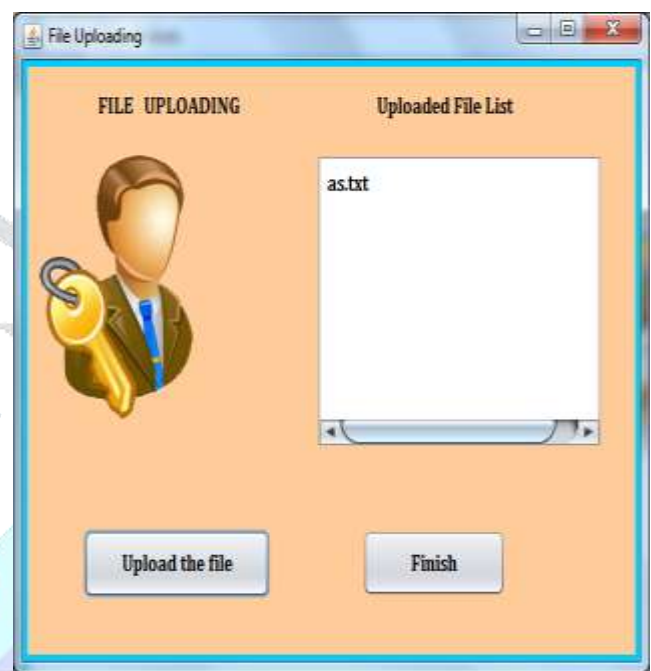 File Uploading
FILE UPLOADING
Uploaded File List
as.txt
Upload the file
Finish